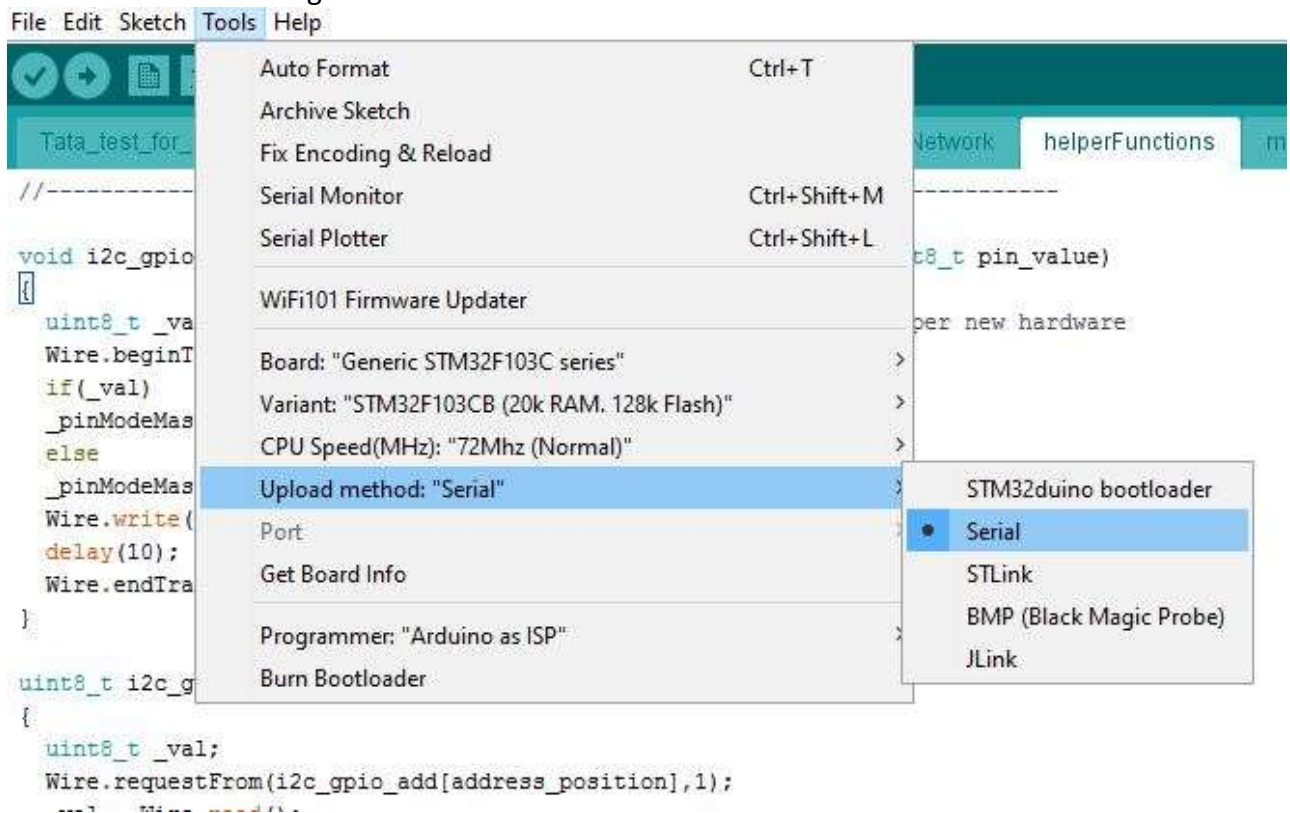 File Edit Sketch Tools Help
Auto Format Ctrl+T
Archive Sketch
Fix Encoding & Reload
Serial Monitor Ctrl+Shift+M
Serial Plotter Ctrl+Shift+L
WiFi101 Firmware Updater
Board: "Generic STM32F103C series"
Variant: "STM32F103CB (20k RAM. 128k Flash)"
CPU Speed(MHz): "72Mhz (Normal)"
Upload method: "Serial"
Port
Get Board Info
Programmer: "Arduino as ISP"
Burn Bootloader
STM32duino bootloader
Serial
STLink
BMP (Black Magic Probe)
JLink
Tata_test_for_ Network helperFunctions m
//-----------
void i2c_gpio t8_t pin_value)
{
uint8_t _va per new hardware
Wire.beginT
if(_val)
_pinModeMas
else
_pinModeMas
Wire.write(
delay(10);
Wire.endTra
}
uint8_t i2c_g
{
uint8_t _val;
Wire.requestFrom(i2c_gpio_add[address_position],1);